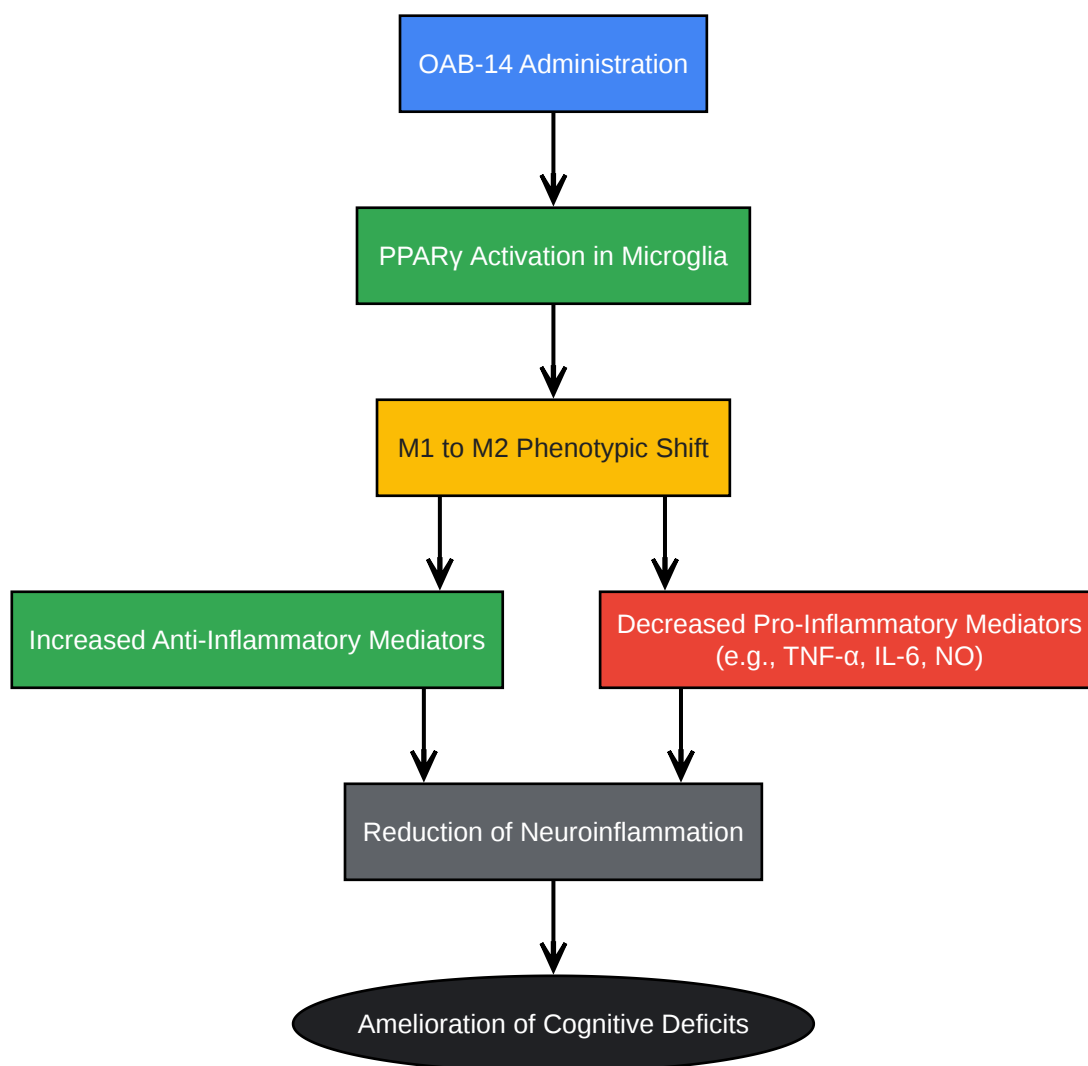 OAB-14 Administration
PPARγ Activation in Microglia
M1 to M2 Phenotypic Shift
Increased Anti-Inflammatory Mediators
Decreased Pro-Inflammatory Mediators
(e.g., TNF-α, IL-6, NO)
Reduction of Neuroinflammation
Amelioration of Cognitive Deficits